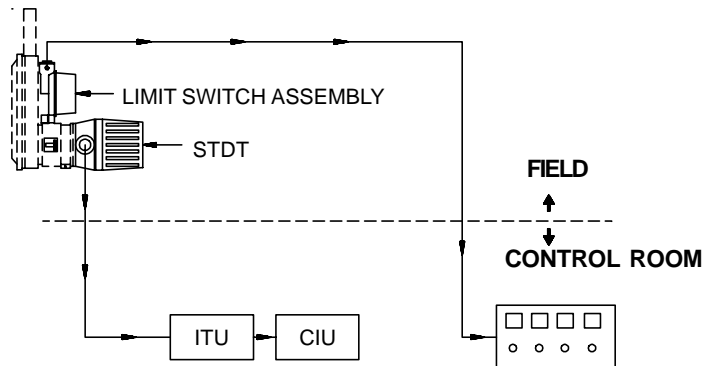 LIMIT SWITCH ASSEMBLY
STDT
FIELD
CONTROL ROOM
ITU
CIU